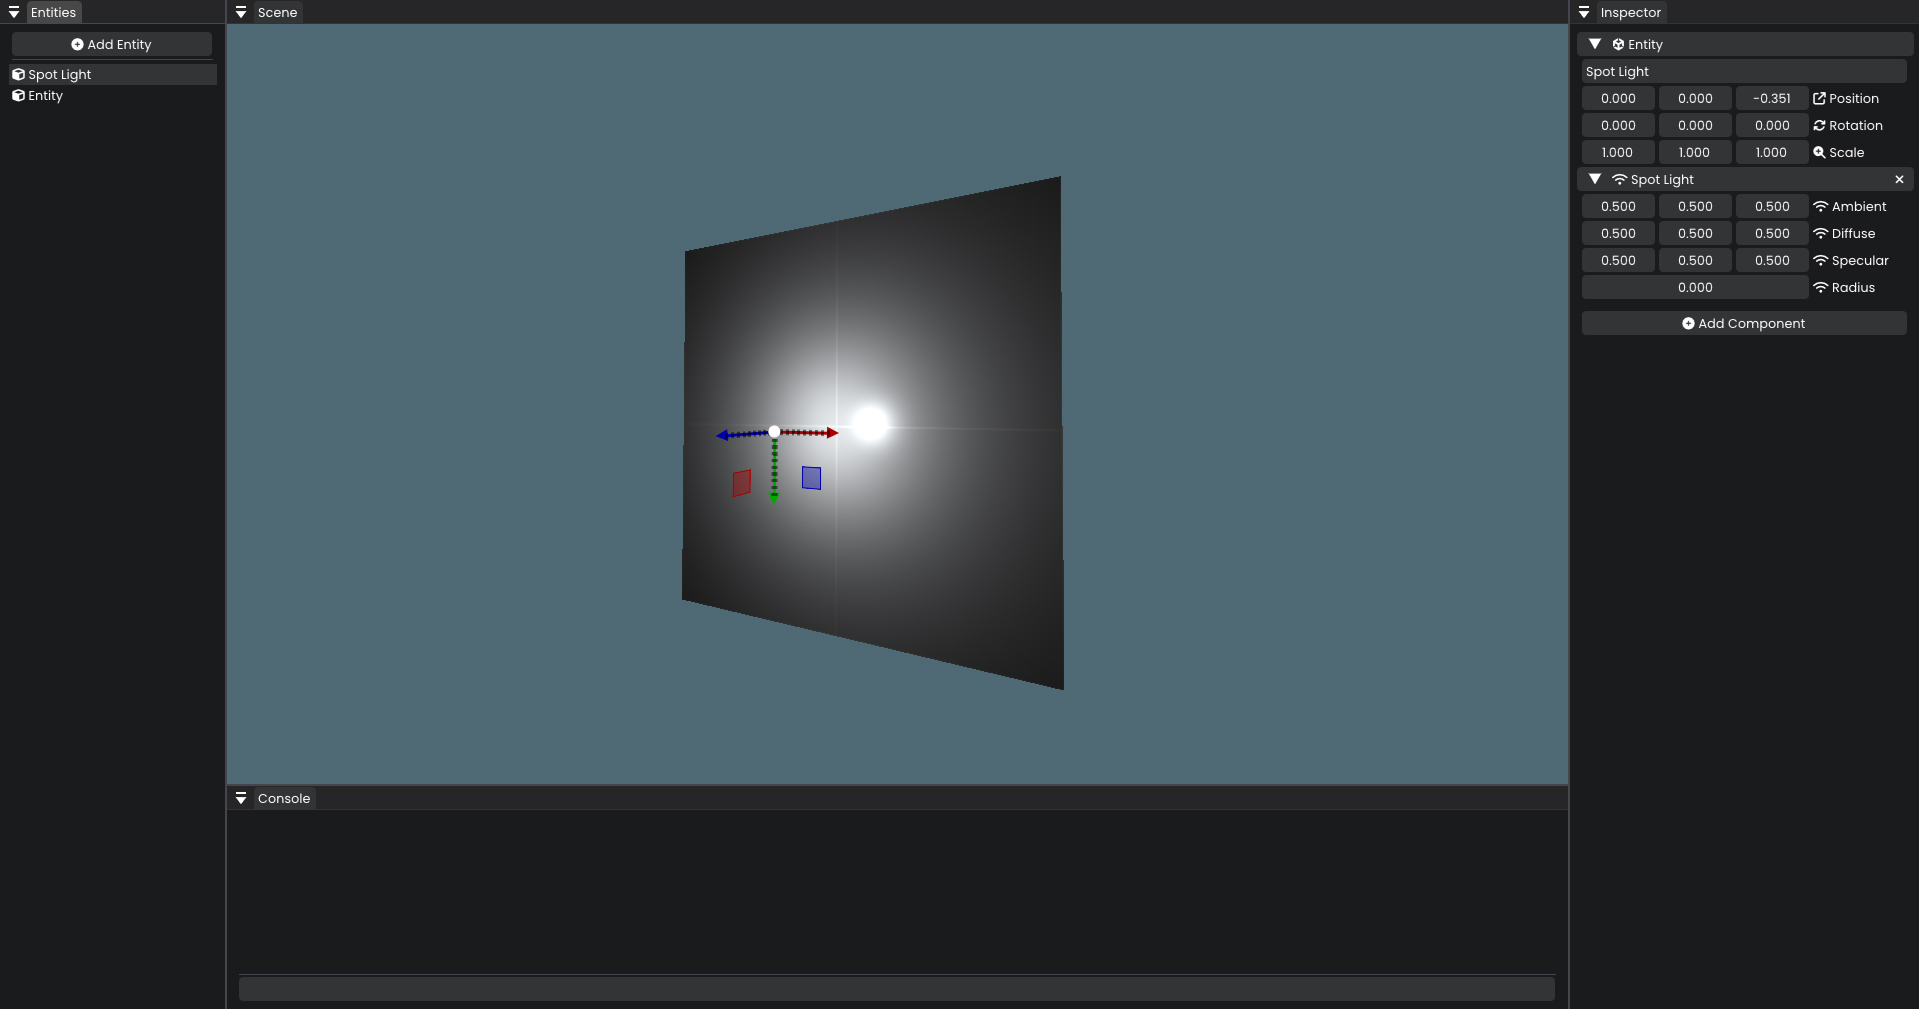 Entities
Add Entity
Spot Light
Entity
Scene
Console
Inspector
Entity
Spot Light
0.000 0.000 -0.351 Position
0.000 0.000 0.000 Rotation
1.000 1.000 1.000 Scale
Spot Light
0.500 0.500 0.500 Ambient
0.500 0.500 0.500 Diffuse
0.500 0.500 0.500 Specular
0.000 Radius
Add Component